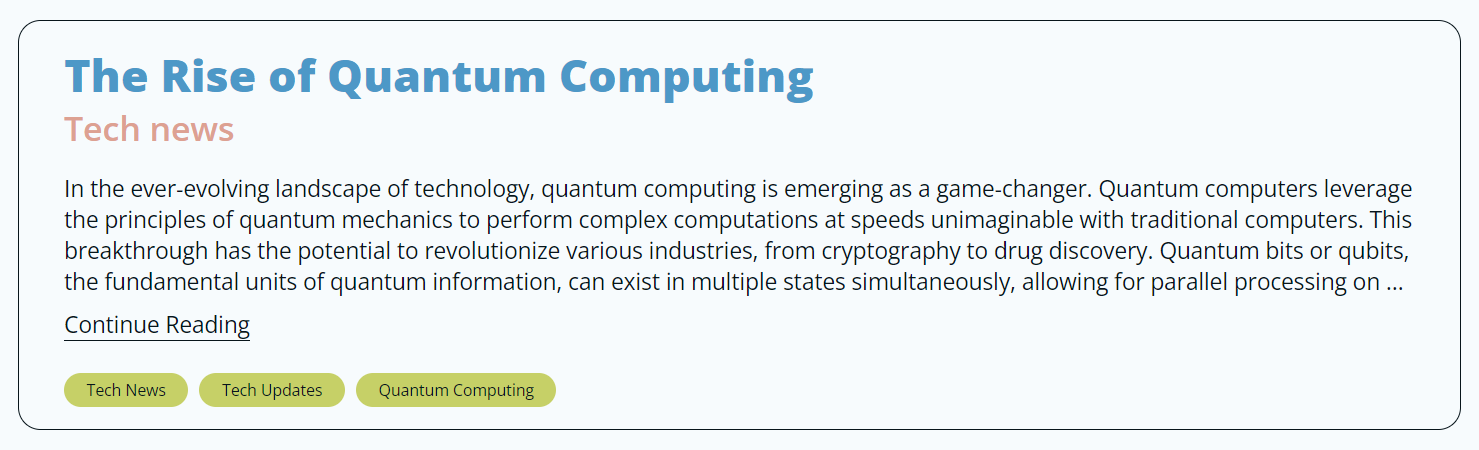 The Rise of Quantum Computing
Tech news
In the ever-evolving landscape of technology, quantum computing is emerging as a game-changer. Quantum computers leverage
the principles of quantum mechanics to perform complex computations at speeds unimaginable with traditional computers. This
breakthrough has the potential to revolutionize various industries, from cryptography to drug discovery. Quantum bits or qubits,
the fundamental units of quantum information, can exist in multiple states simultaneously, allowing for parallel processing on ...
Continue Reading
Tech News Tech Updates Quantum Computing